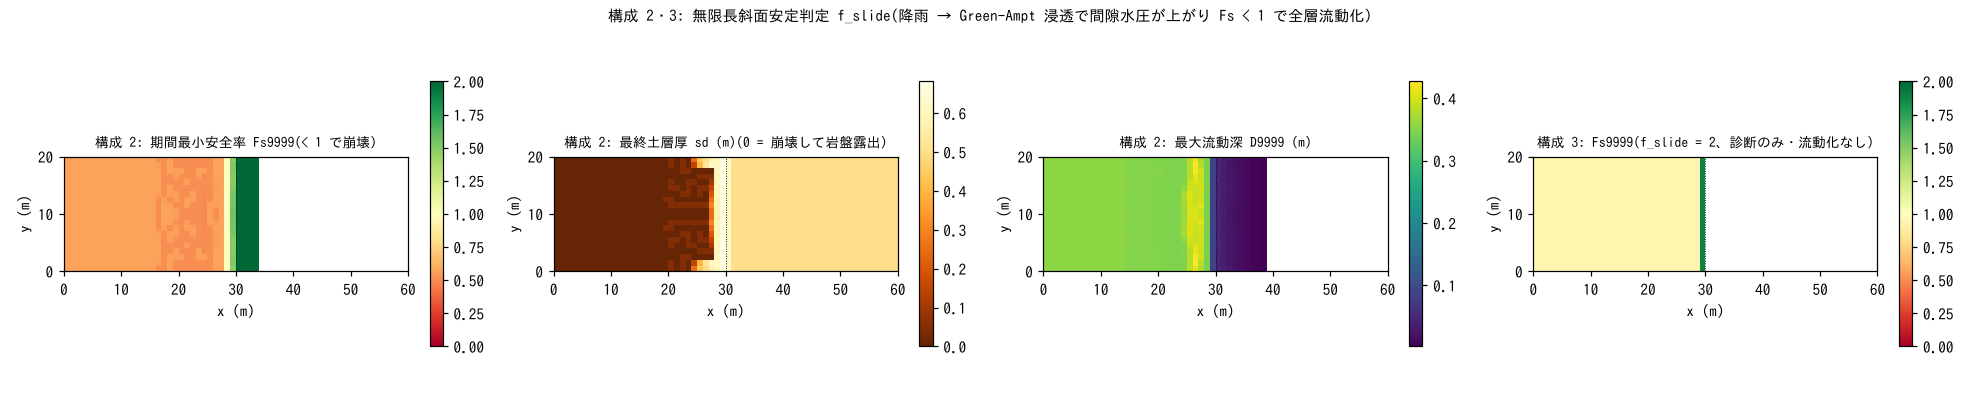 構成 2・3: 無限長斜面安定判定 f_slide(降雨 → Green-Ampt 浸透で間隙水圧が上がり Fs < 1 で全層流動化)
構成 2: 期間最小安全率 Fs9999(< 1 で崩壊)
y (m)
20
10
0
0 10 20 30 40 50 60
x (m)
2.00
1.75
1.50
1.25
1.00
0.75
0.50
0.25
0.00
構成 2: 最終土層厚 sd (m)(0 = 崩壊して岩盤露出)
y (m)
20
10
0
0 10 20 30 40 50 60
x (m)
0.6
0.5
0.4
0.3
0.2
0.1
0.0
構成 2: 最大流動深 D9999 (m)
y (m)
20
10
0
0 10 20 30 40 50 60
x (m)
0.4
0.3
0.2
0.1
構成 3: Fs9999(f_slide = 2、診断のみ・流動化なし)
y (m)
20
10
0
0 10 20 30 40 50 60
x (m)
2.00
1.75
1.50
1.25
1.00
0.75
0.50
0.25
0.00